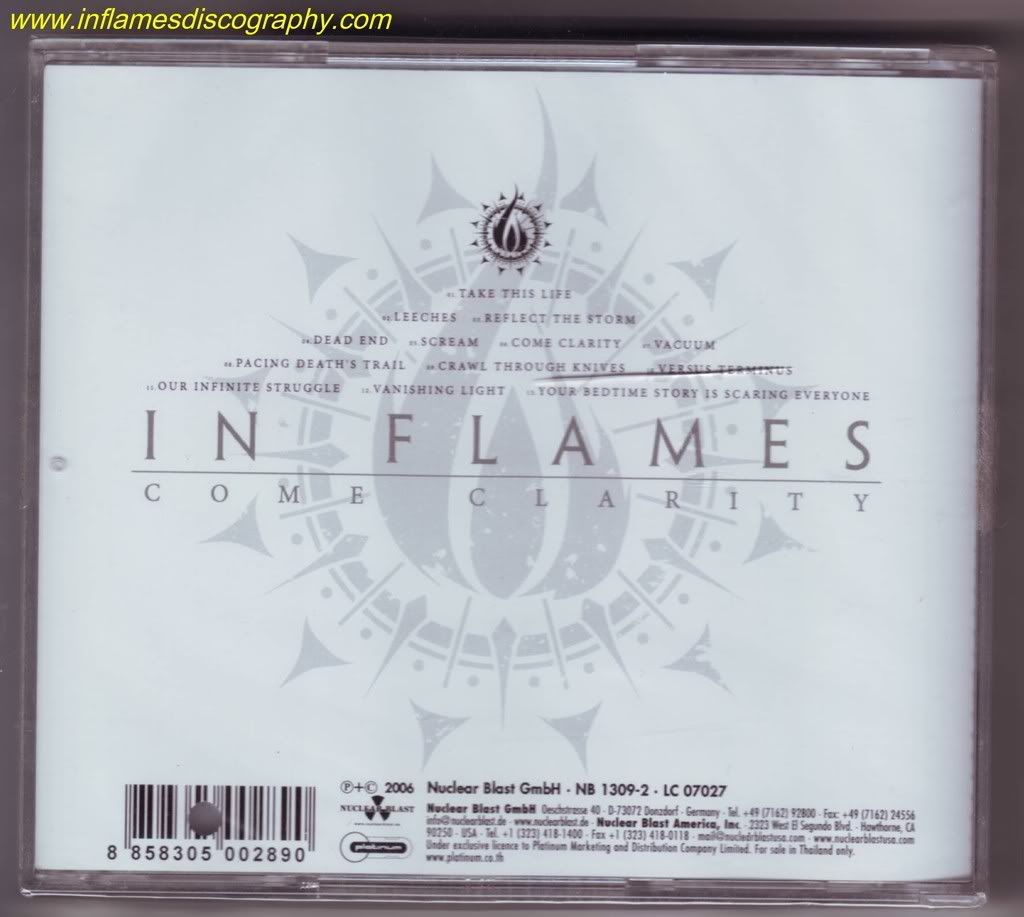 www.inflamesdiscography.com
01. TAKE THIS LIFE
02. LEECHES 03. REFLECT THE STORM
04. DEAD END 05. SCREAM 06. COME CLARITY 07. VACUUM
08. PACING DEATH'S TRAIL 09. CRAWL THROUGH KNIVES 10. VERSUS TERMINUS
11. OUR INFINITE STRUGGLE 12. VANISHING LIGHT 13. YOUR BEDTIME STORY IS SCARING EVERYONE
IN FLAMES
COME CLARITY
8 858305 002890
℗+© 2006 Nuclear Blast GmbH · NB 1309-2 · LC 07027
NUCLEAR BLAST
Nuclear Blast GmbH Oeschstrasse 40 · D-73072 Donzdorf · Germany · Tel. +49 (7162) 92800 · Fax: +49 (7162) 24556
info@nuclearblast.de · www.nuclearblast.de · Nuclear Blast America, Inc. · 2323 West El Segundo Blvd. · Hawthorne, CA
90250 · USA · Tel. +1 (323) 418-1400 · Fax +1 (323) 418-0118 · mail@nuclearblastusa.com · www.nuclearblastusa.com
platinum
Under exclusive licence to Platinum Marketing and Distribution Company Limited. For sale in Thailand only.
www.platinum.co.th